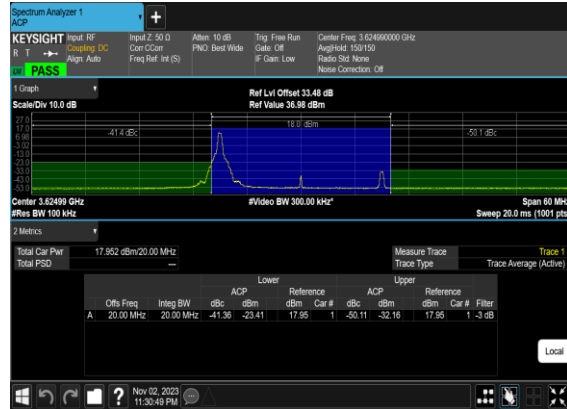 Spectrum Analyzer 1
ACP
+
KEYSIGHT Input: RF Input Z: 50 Ω Atten: 10 dB Trig: Free Run Center Freq: 3.624990000 GHz
R T Coupling: DC Corr CCorr PNO: Best Wide Gate: Off Avg|Hold: 150/150
Align: Auto Freq Ref: Int (S) IF Gain: Low Radio Std: None
PASS Noise Correction: Off
1 Graph
Ref Lvl Offset 33.48 dB
Scale/Div 10.0 dB Ref Value 36.98 dBm
27.0
17.0 18.0 dBm
6.98 -41.4 dBc -50.1 dBc
-3.02
-13.0
-23.0
-33.0
-43.0
-53.0
Center 3.62499 GHz #Video BW 300.00 kHz* Span 60 MHz
#Res BW 100 kHz Sweep 20.0 ms (1001 pts
2 Metrics
Total Car Pwr 17.952 dBm/20.00 MHz Measure Trace Trace 1
Total PSD --- Trace Type Trace Average (Active)
Lower Upper
ACP Reference ACP Reference
Offs Freq Integ BW dBc dBm dBm Car # dBc dBm dBm Car # Filter
A 20.00 MHz 20.00 MHz -41.36 -23.41 17.95 1 -50.11 -32.16 17.95 1 -3 dB
Local
? Nov 02, 2023
11:30:49 PM